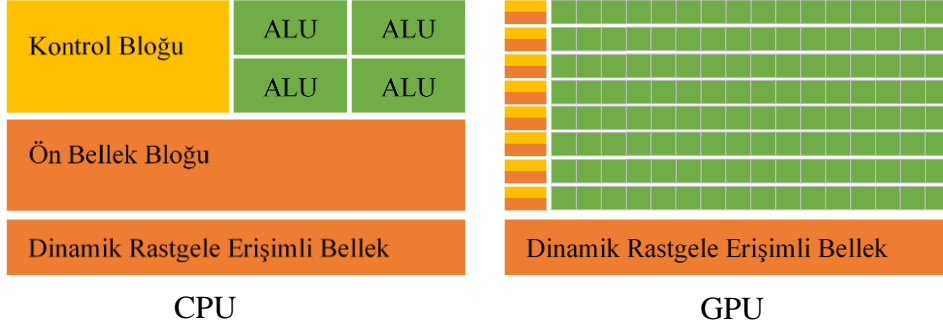 Kontrol Bloğu
ALU
ALU
ALU
ALU
Ön Bellek Bloğu
Dinamik Rastgele Erişimli Bellek
CPU
Dinamik Rastgele Erişimli Bellek
GPU